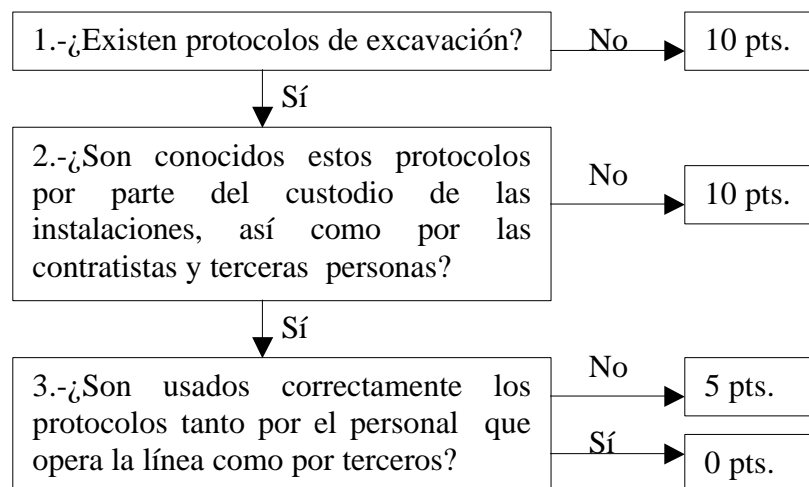 1.-¿Existen protocolos de excavación?
No
10 pts.
Sí
2.-¿Son conocidos estos protocolos
por parte del custodio de las
instalaciones, así como por las
contratistas y terceras personas?
No
10 pts.
Sí
3.-¿Son usados correctamente los
protocolos tanto por el personal que
opera la línea como por terceros?
No
5 pts.
Sí
0 pts.